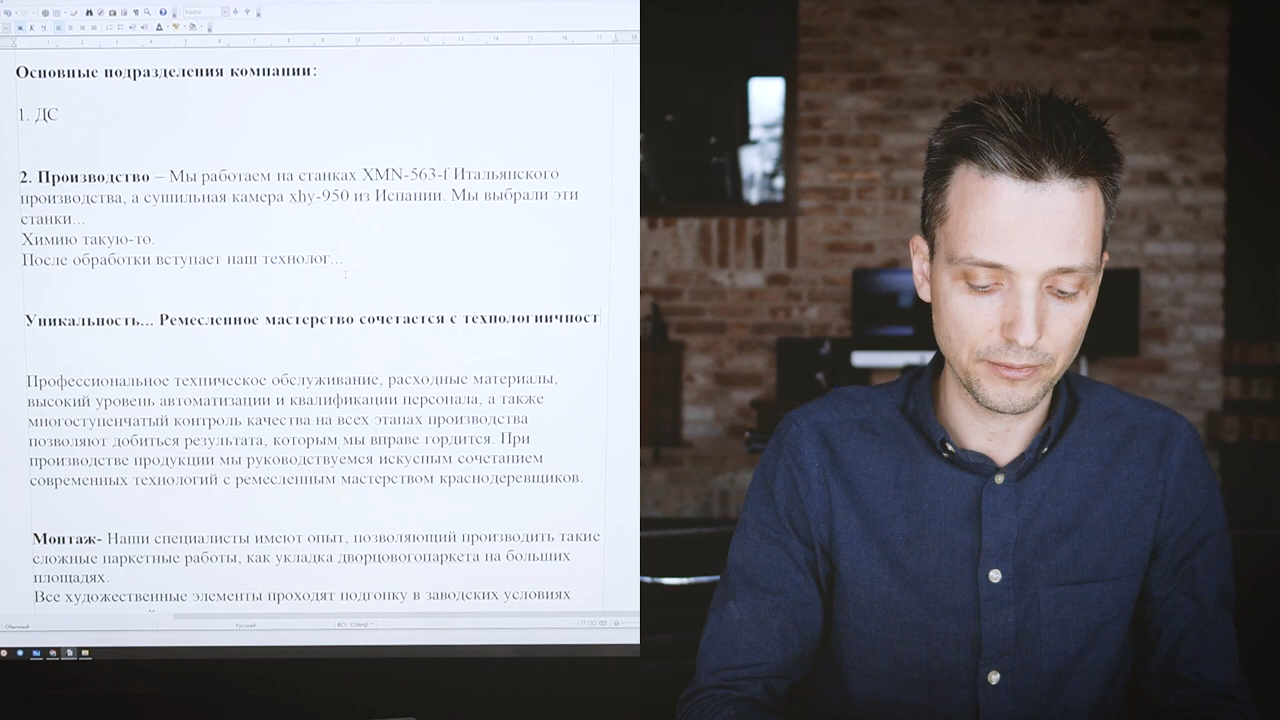 Основные подразделения компании:
1. ДС
2. Производство – Мы работаем на станках XMN-563-f Итальянского
производства, а сушильная камера xhy-950 из Испании. Мы выбрали эти
станки...
Химию такую-то.
После обработки вступает наш технолог...
Уникальность... Ремесленное мастерство сочетается с технологииичност
Профессиональное техническое обслуживание, расходные материалы,
высокий уровень автоматизации и квалификации персонала, а также
многоступенчатый контроль качества на всех этапах производства
позволяют добиться результата, которым мы вправе гордится. При
производстве продукции мы руководствуемся искусным сочетанием
современных технологий с ремесленным мастерством краснодеревщиков.
Монтаж- Наши специалисты имеют опыт, позволяющий производить такие
сложные паркетные работы, как укладка дворцовогопаркета на больших
площадях.
Все художественные элементы проходят подгонку в заводских условиях
Русский